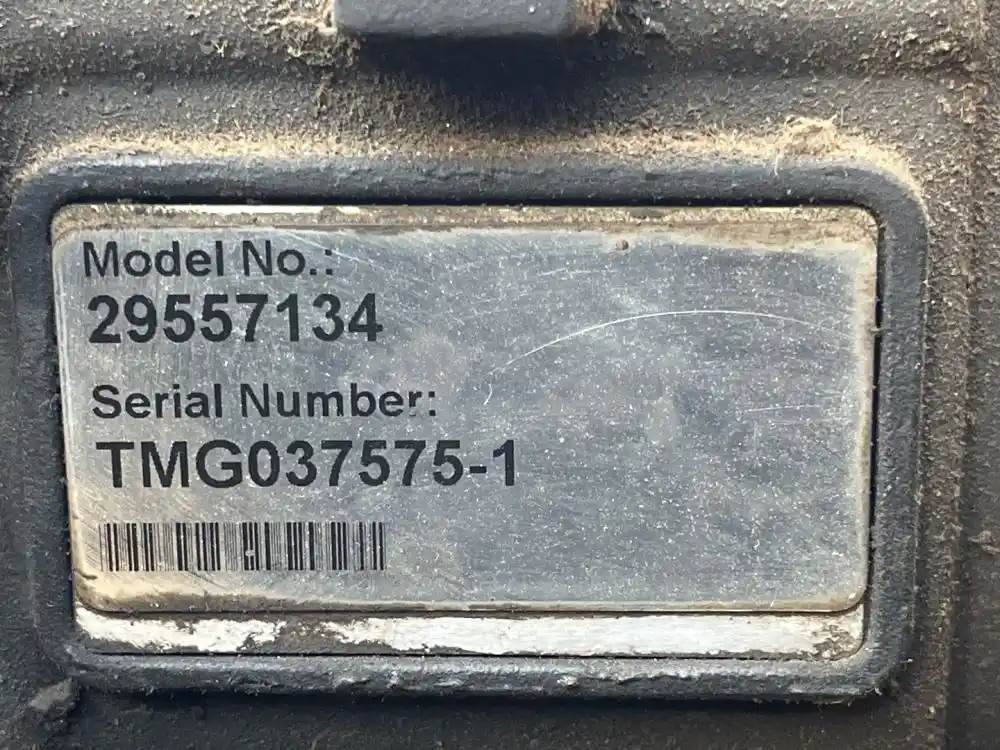 Model No.:
29557134
Serial Number:
TMG037575-1